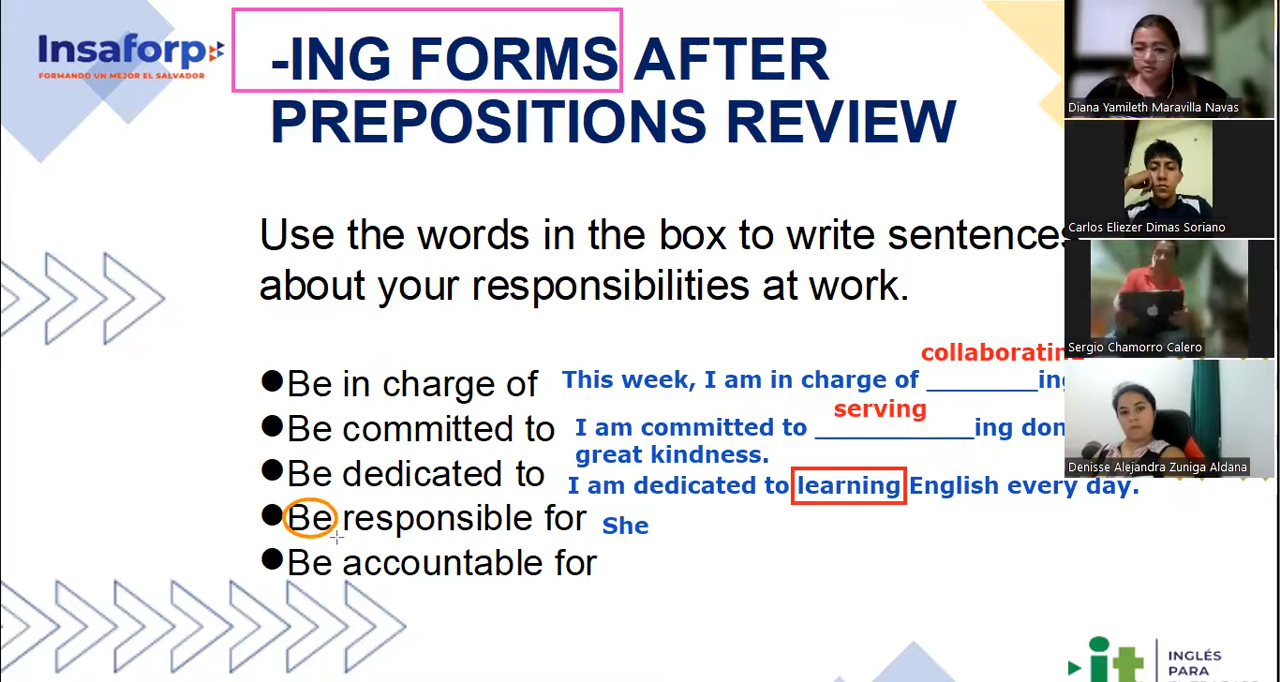 Insaforp
FORMANDO UN MEJOR EL SALVADOR
-ING FORMS AFTER
PREPOSITIONS REVIEW
Use the words in the box to write sentences
about your responsibilities at work.
collaborating
Be in charge of This week, I am in charge of ________ing
serving
Be committed to I am committed to ___________ing don
great kindness.
Be dedicated to I am dedicated to learning English every day.
Be responsible for She
Be accountable for
Diana Yamileth Maravilla Navas
Carlos Eliezer Dimas Soriano
Sergio Chamorro Calero
Denisse Alejandra Zuniga Aldana
it
INGLÉS
PARA